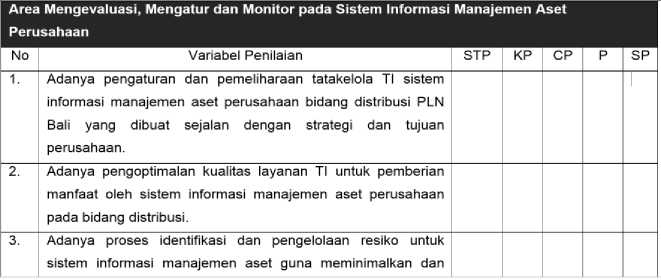 Area Mengevaluasi, Mengatur dan Monitor pada Sistem Informasi Manajemen Aset
Perusahaan
No Variabel Penilaian STP KP CP P SP
1. Adanya pengaturan dan pemeliharaan tatakelola TI sistem
informasi manajemen aset perusahaan bidang distribusi PLN
Bali yang dibuat sejalan dengan strategi dan tujuan
perusahaan.
2. Adanya pengoptimalan kualitas layanan TI untuk pemberian
manfaat oleh sistem informasi manajemen aset perusahaan
pada bidang distribusi.
3. Adanya proses identifikasi dan pengelolaan resiko untuk
sistem informasi manajemen aset guna meminimalkan dan